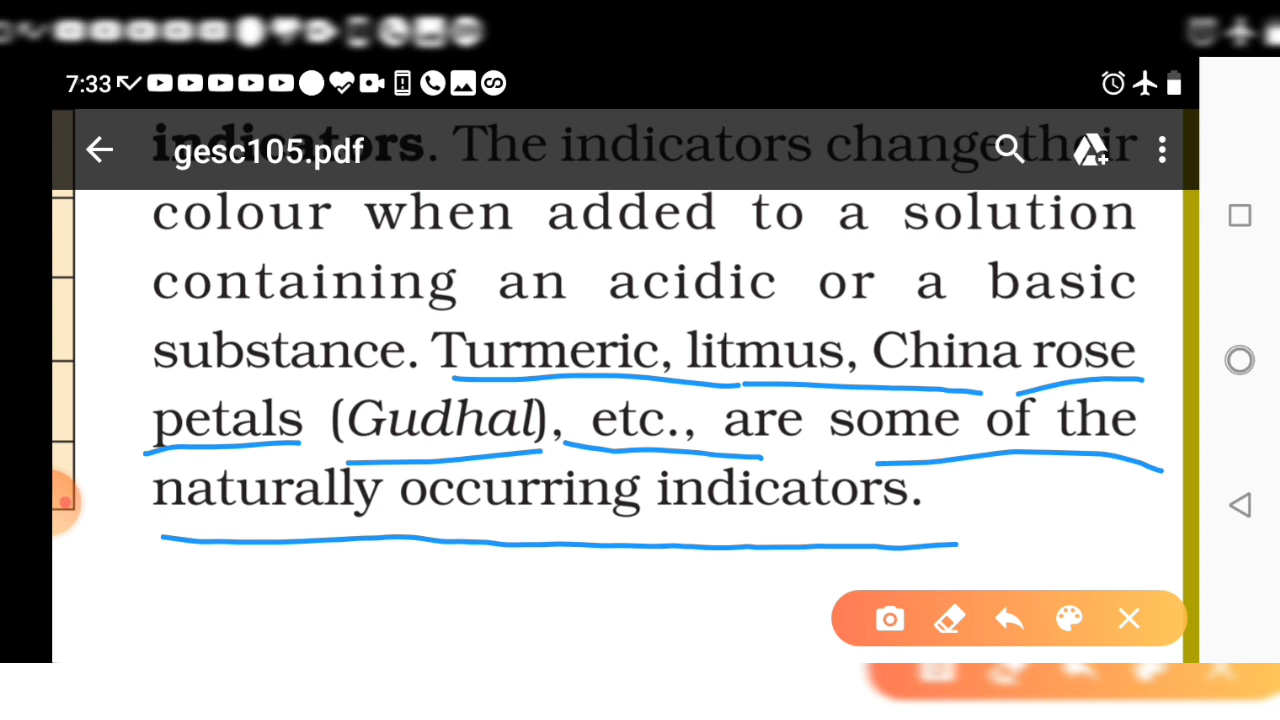 7:33
gesc105.pdf
indicators. The indicators change their
colour when added to a solution
containing an acidic or a basic
substance. Turmeric, litmus, China rose
petals (Gudhal), etc., are some of the
naturally occurring indicators.